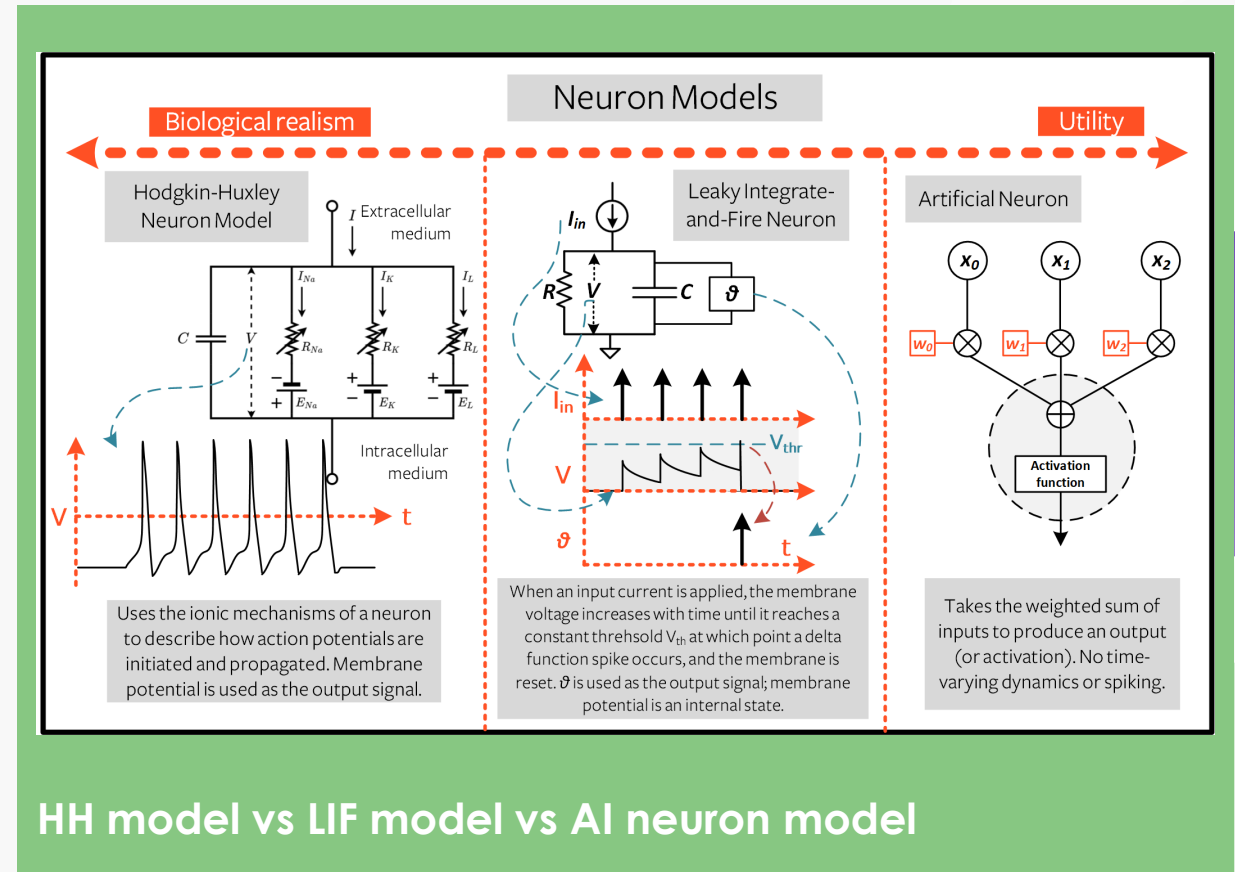 Neuron Models
Biological realism
Utility
Hodgkin-Huxley
Neuron Model
I
Extracellular
medium
I_Na
I_K
I_L
C
V
R_Na
R_K
R_L
−
+
+
+
−
−
E_Na
E_K
E_L
Intracellular
medium
V
t
Uses the ionic mechanisms of a neuron
to describe how action potentials are
initiated and propagated. Membrane
potential is used as the output signal.
Leaky Integrate-
and-Fire Neuron
I_in
R
V
C
ϑ
I_in
V_thr
V
ϑ
t
When an input current is applied, the membrane
voltage increases with time until it reaches a
constant threhsold V_th at which point a delta
function spike occurs, and the membrane is
reset. ϑ is used as the output signal; membrane
potential is an internal state.
Artificial Neuron
x_0
x_1
x_2
w_0
w_1
w_2
Activation
function
Takes the weighted sum of
inputs to produce an output
(or activation). No time-
varying dynamics or spiking.
HH model vs LIF model vs AI neuron model